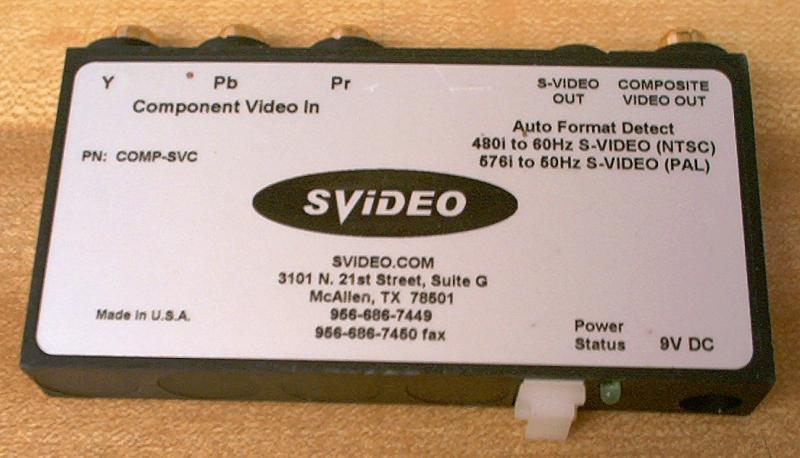 Y Pb Pr
Component Video In
S-VIDEO OUT
COMPOSITE VIDEO OUT
Auto Format Detect
480i to 60Hz S-VIDEO (NTSC)
576i to 50Hz S-VIDEO (PAL)
PN: COMP-SVC
SViDEO
SVIDEO.COM
3101 N. 21st Street, Suite G
McAllen, TX 78501
956-686-7449
956-686-7450 fax
Made in U.S.A.
Power
Status
9V DC